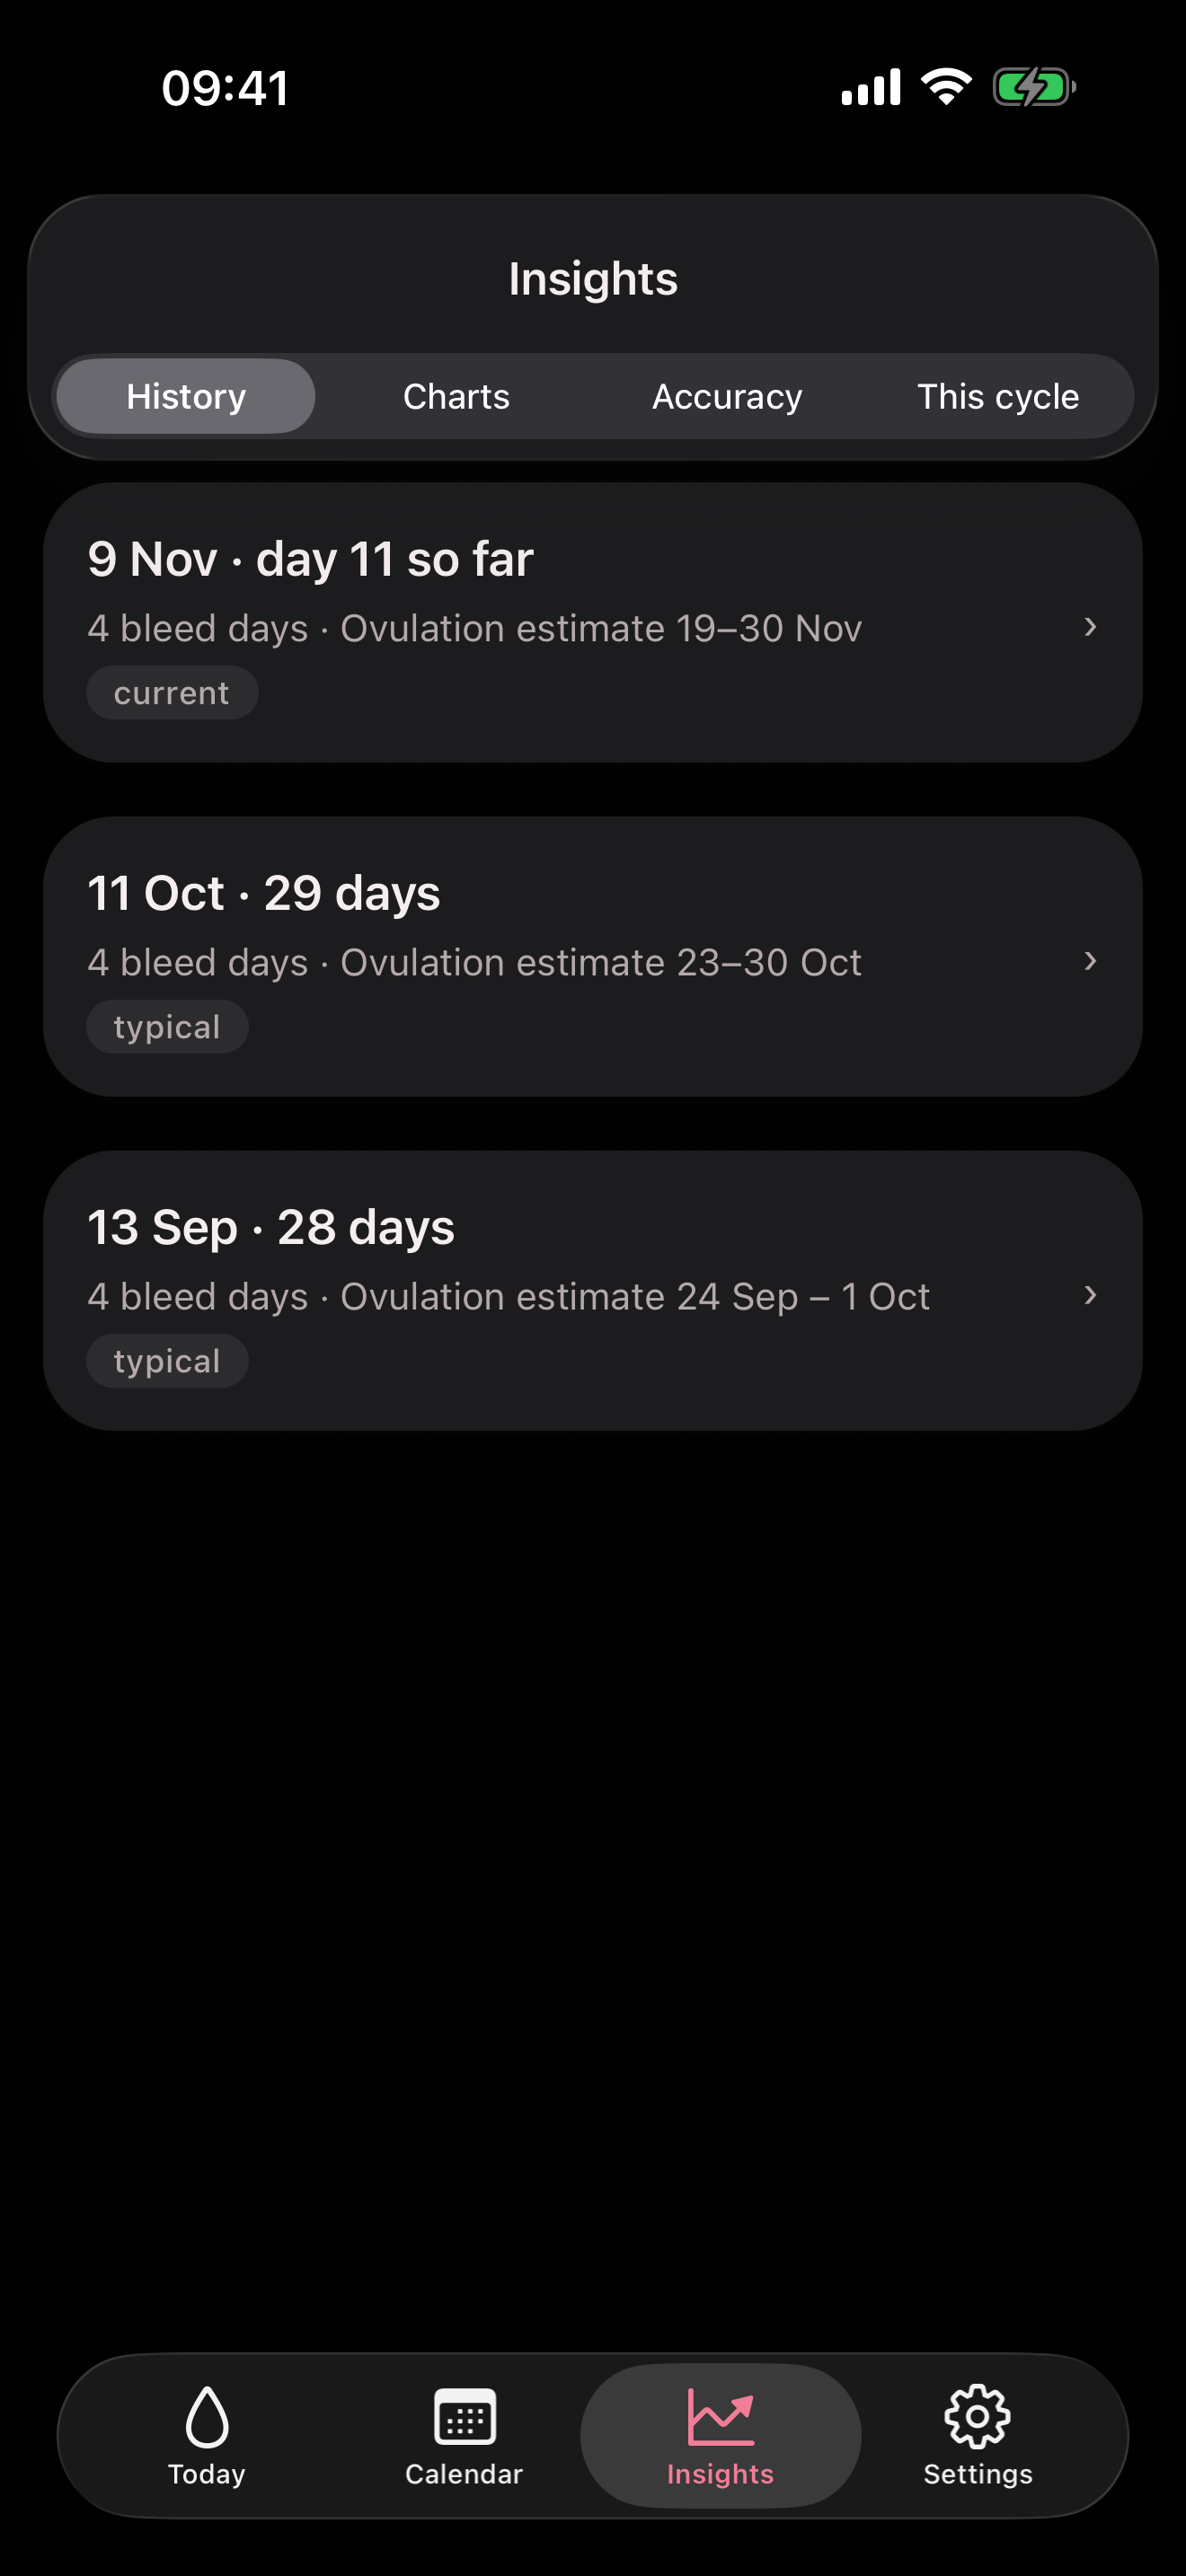 09:41
Insights
History
Charts
Accuracy
This cycle
9 Nov · day 11 so far
4 bleed days · Ovulation estimate 19–30 Nov
current
11 Oct · 29 days
4 bleed days · Ovulation estimate 23–30 Oct
typical
13 Sep · 28 days
4 bleed days · Ovulation estimate 24 Sep – 1 Oct
typical
Today
Calendar
Insights
Settings